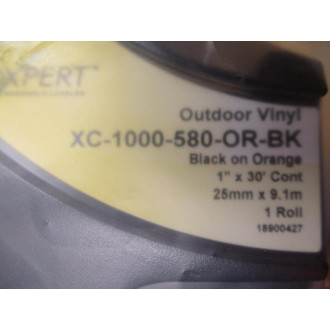 XPERT™
Outdoor Vinyl
XC-1000-580-OR-BK
Black on Orange
1" x 30' Cont
25mm x 9.1m
1 Roll
18900427